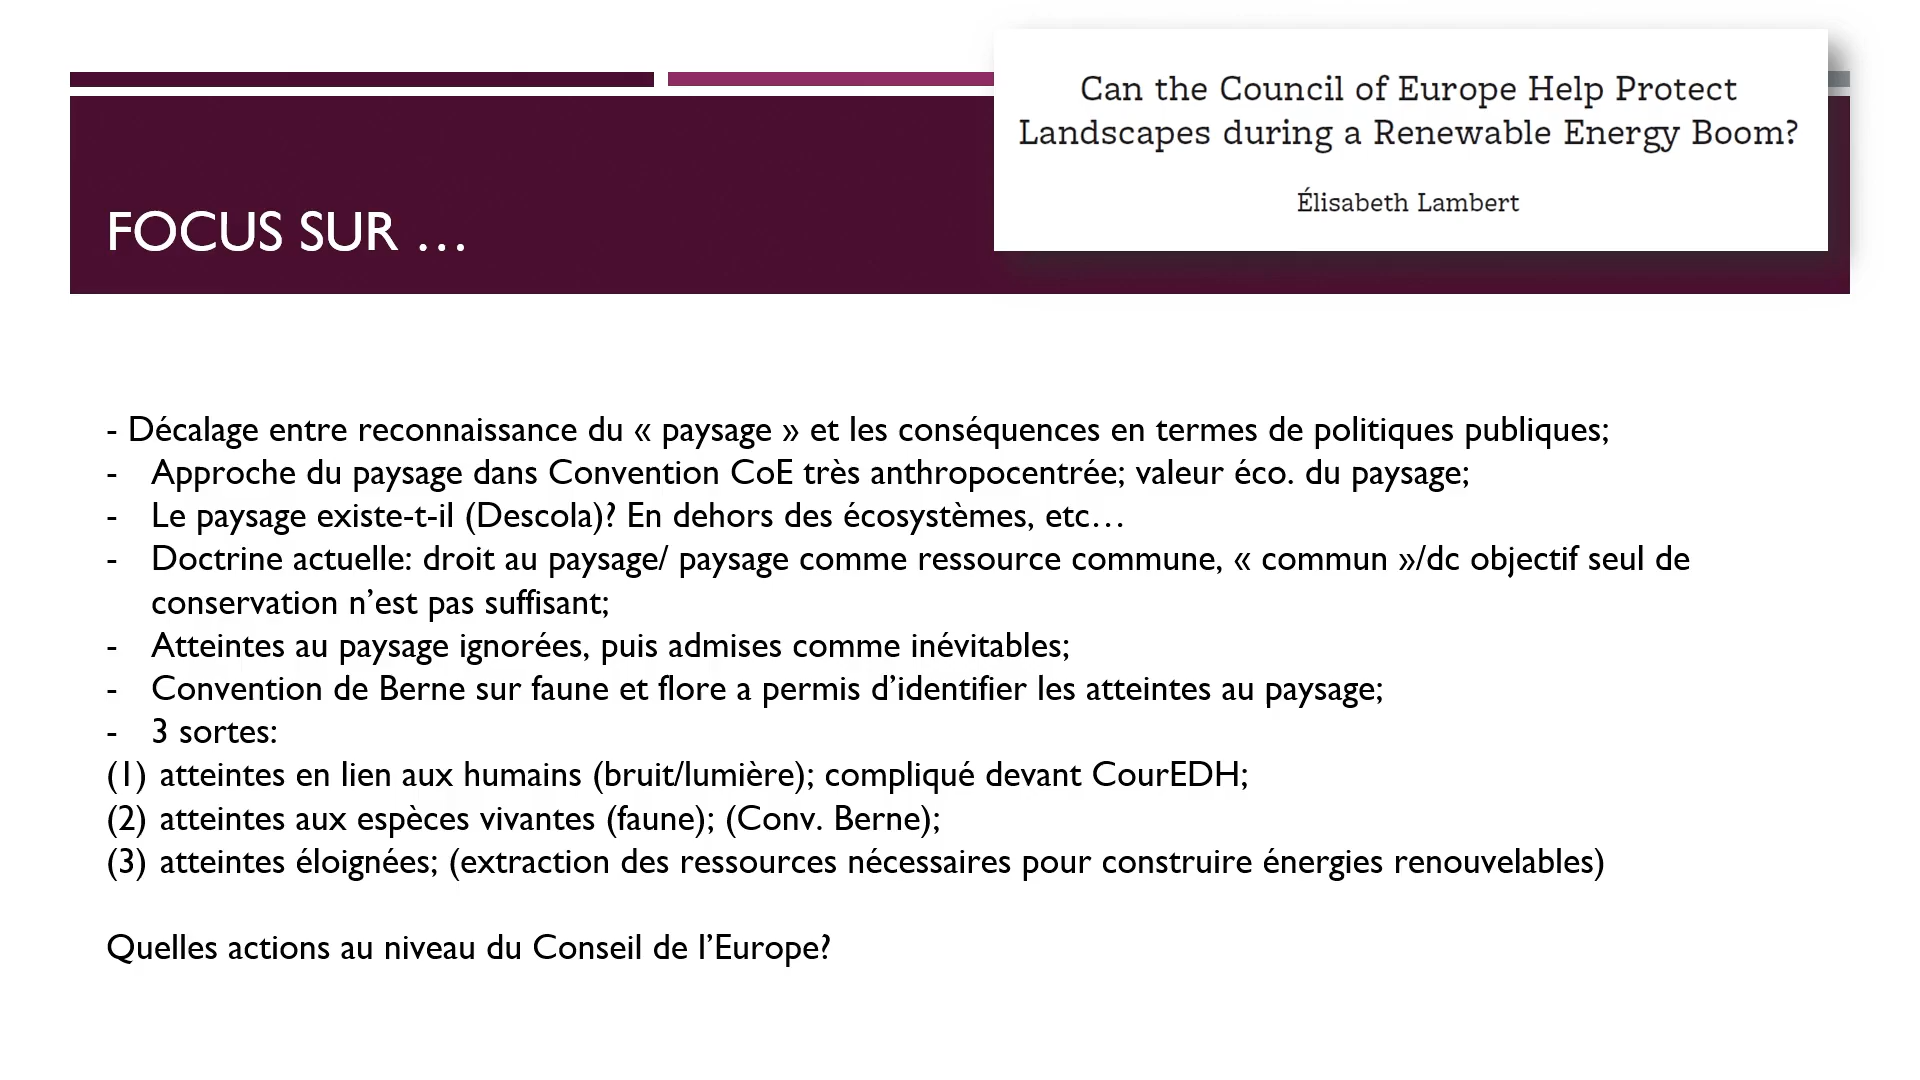 Can the Council of Europe Help Protect
Landscapes during a Renewable Energy Boom?
Élisabeth Lambert
FOCUS SUR …
- Décalage entre reconnaissance du « paysage » et les conséquences en termes de politiques publiques;
- Approche du paysage dans Convention CoE très anthropocentrée; valeur éco. du paysage;
- Le paysage existe-t-il (Descola)? En dehors des écosystèmes, etc…
- Doctrine actuelle: droit au paysage/ paysage comme ressource commune, « commun »/dc objectif seul de
conservation n’est pas suffisant;
- Atteintes au paysage ignorées, puis admises comme inévitables;
- Convention de Berne sur faune et flore a permis d’identifier les atteintes au paysage;
- 3 sortes:
(1) atteintes en lien aux humains (bruit/lumière); compliqué devant CourEDH;
(2) atteintes aux espèces vivantes (faune); (Conv. Berne);
(3) atteintes éloignées; (extraction des ressources nécessaires pour construire énergies renouvelables)
Quelles actions au niveau du Conseil de l’Europe?